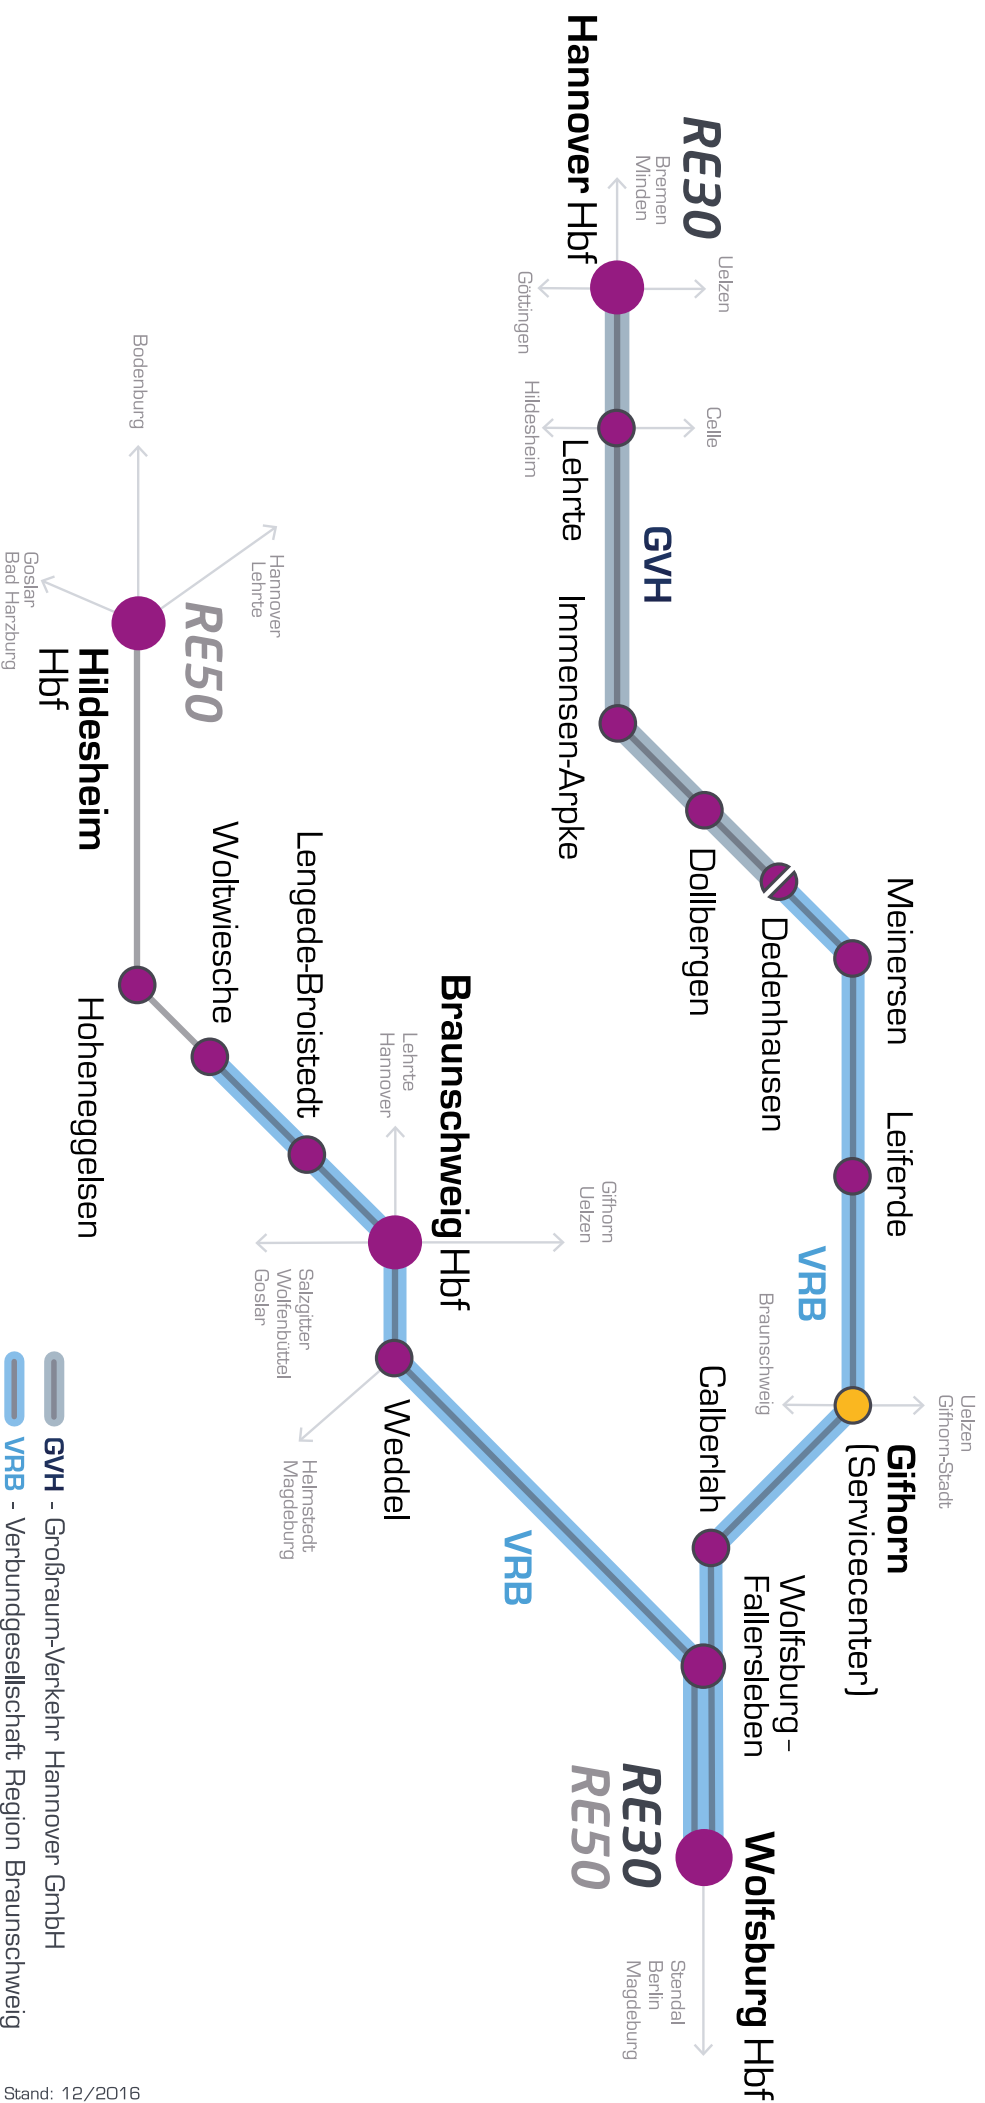 RE30
Uelzen
Bremen
Minden
Hannover Hbf
Göttingen
Celle
Hildesheim
Lehrte
GVH
Immensen-Arpke
Dollbergen
Dedenhausen
Meinersen
Leiferde
VRB
Braunschweig
Uelzen
Gifhorn-Stadt
Gifhorn
(Servicecenter)
Calberlah
Wolfsburg-
Fallersleben
Wolfsburg Hbf
RE30
RE50
Stendal
Berlin
Magdeburg
Bodenburg
Hannover
Lehrte
Goslar
Bad Harzburg
RE50
Hildesheim
Hbf
Hoheneggelsen
Woltwiesche
Lengede-Broistedt
Braunschweig Hbf
Lehrte
Hannover
Gifhorn
Uelzen
Salzgitter
Wolfenbüttel
Goslar
Weddel
Helmstedt
Magdeburg
VRB
GVH - Großraum-Verkehr Hannover GmbH
VRB - Verbundgesellschaft Region Braunschweig
Stand: 12/2016